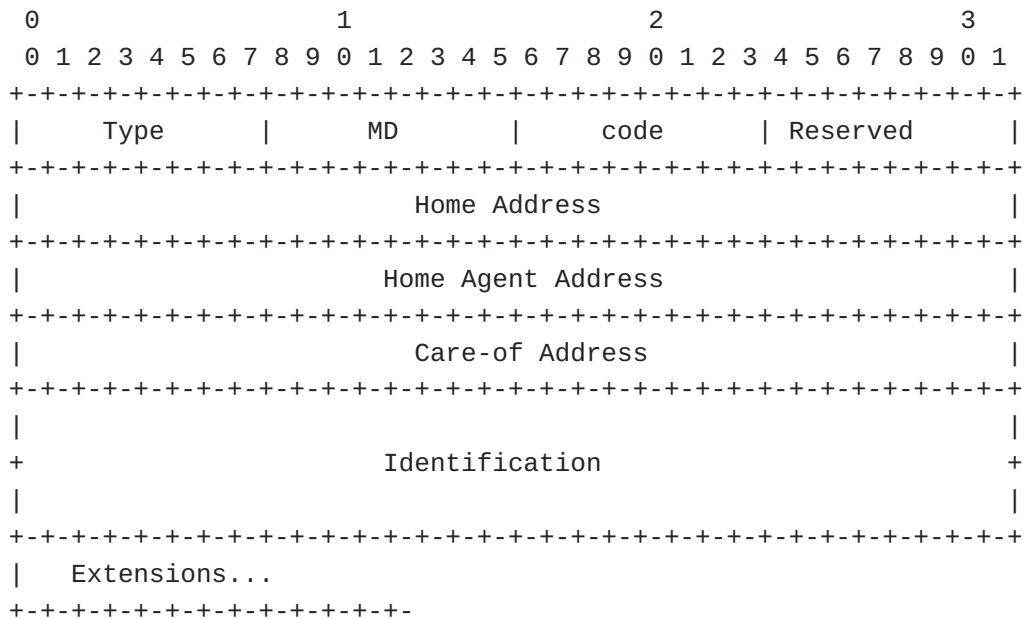 0                   1                   2                   3
 0 1 2 3 4 5 6 7 8 9 0 1 2 3 4 5 6 7 8 9 0 1 2 3 4 5 6 7 8 9 0 1
+-+-+-+-+-+-+-+-+-+-+-+-+-+-+-+-+-+-+-+-+-+-+-+-+-+-+-+-+-+-+-+-+
|     Type      |      MD       |     code      | Reserved      |
+-+-+-+-+-+-+-+-+-+-+-+-+-+-+-+-+-+-+-+-+-+-+-+-+-+-+-+-+-+-+-+-+
|                         Home Address                          |
+-+-+-+-+-+-+-+-+-+-+-+-+-+-+-+-+-+-+-+-+-+-+-+-+-+-+-+-+-+-+-+-+
|                       Home Agent Address                      |
+-+-+-+-+-+-+-+-+-+-+-+-+-+-+-+-+-+-+-+-+-+-+-+-+-+-+-+-+-+-+-+-+
|                         Care-of Address                       |
+-+-+-+-+-+-+-+-+-+-+-+-+-+-+-+-+-+-+-+-+-+-+-+-+-+-+-+-+-+-+-+-+
|                                                               |
+                       Identification                          +
|                                                               |
+-+-+-+-+-+-+-+-+-+-+-+-+-+-+-+-+-+-+-+-+-+-+-+-+-+-+-+-+-+-+-+-+
|   Extensions...
+-+-+-+-+-+-+-+-+-+-+-+-+-